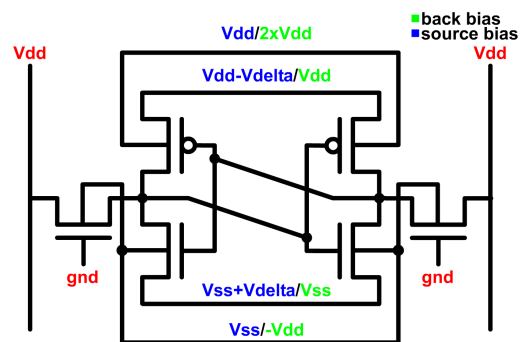 back bias
Vdd/2xVdd
source bias
Vdd
Vdd
Vdd-Vdelta/Vdd
gnd
gnd
Vss+Vdelta/Vss
Vss/-Vdd